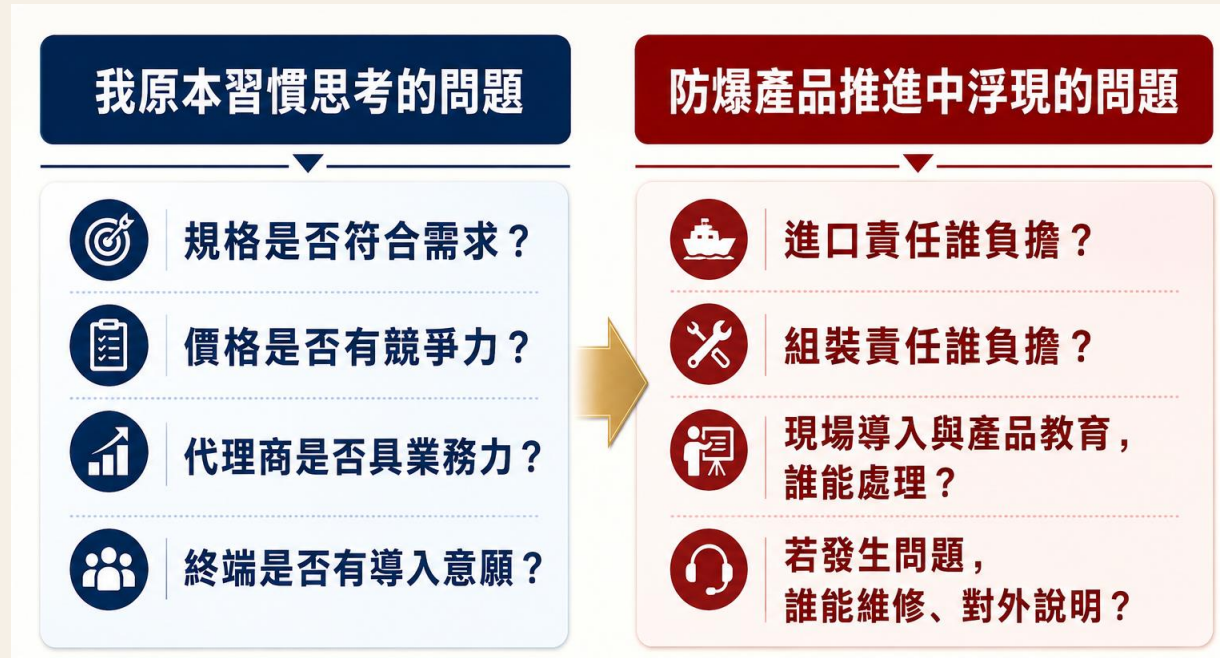 我原本習慣思考的問題
規格是否符合需求？
價格是否有競爭力？
代理商是否具業務力？
終端是否有導入意願？
防爆產品推進中浮現的問題
進口責任誰負擔？
組裝責任誰負擔？
現場導入與產品教育，
誰能處理？
若發生問題，
誰能維修、對外說明？